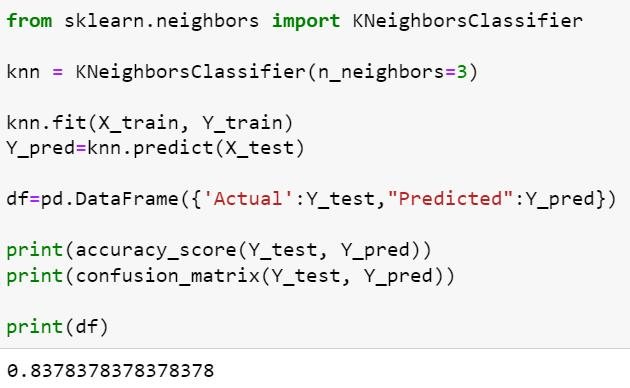 from sklearn.neighbors import KNeighborsClassifier
knn = KNeighborsClassifier(n_neighbors=3)
knn.fit(X_train, Y_train)
Y_pred=knn.predict(X_test)
df=pd.DataFrame({'Actual':Y_test,"Predicted":Y_pred})
print(accuracy_score(Y_test, Y_pred))
print(confusion_matrix(Y_test, Y_pred))
print(df)
0.8378378378378378